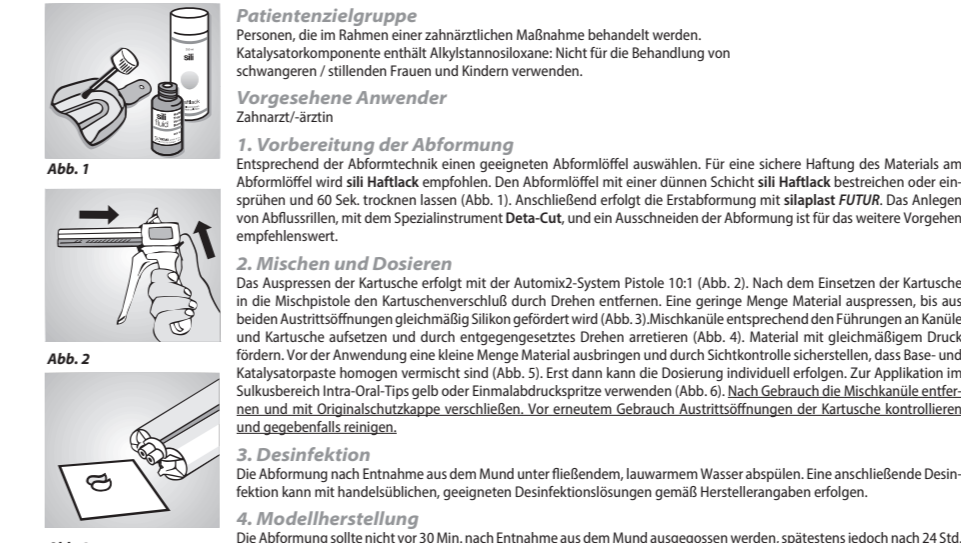 Patientenzielgruppe
Personen, die im Rahmen einer zahnärztlichen Maßnahme behandelt werden.
Katalysatorkomponente enthält Alkylstannosiloxane: Nicht für die Behandlung von
schwangeren / stillenden Frauen und Kindern verwenden.
Vorgesehene Anwender
Zahnarzt/-ärztin
1. Vorbereitung der Abformung
Entsprechend der Abformtechnik einen geeigneten Abformlöffel auswählen. Für eine sichere Haftung des Materials am
Abformlöffel wird sili Haftlack empfohlen. Den Abformlöffel mit einer dünnen Schicht sili Haftlack bestreichen oder ein-
sprühen und 60 Sek. trocknen lassen (Abb. 1). Anschließend erfolgt die Erstabformung mit silaplast FUTUR. Das Anlegen
von Abflussrillen, mit dem Spezialinstrument Deta-Cut, und ein Ausschneiden der Abformung ist für das weitere Vorgehen
empfehlenswert.
2. Mischen und Dosieren
Das Auspressen der Kartusche erfolgt mit der Automix2-System Pistole 10:1 (Abb. 2). Nach dem Einsetzen der Kartusche
in die Mischpistole den Kartuschenverschluß durch Drehen entfernen. Eine geringe Menge Material auspressen, bis aus
beiden Austrittsöffnungen gleichmäßig Silikon gefördert wird (Abb. 3).Mischkanüle entsprechend den Führungen an Kanüle
und Kartusche aufsetzen und durch entgegengesetztes Drehen arretieren (Abb. 4). Material mit gleichmäßigem Druck
fördern. Vor der Anwendung eine kleine Menge Material ausbringen und durch Sichtkontrolle sicherstellen, dass Base- und
Katalysatorpaste homogen vermischt sind (Abb. 5). Erst dann kann die Dosierung individuell erfolgen. Zur Applikation im
Sulkusbereich Intra-Oral-Tips gelb oder Einmalabdruckspritze verwenden (Abb. 6). Nach Gebrauch die Mischkanüle entfer-
nen und mit Originalschutzkappe verschließen. Vor erneutem Gebrauch Austrittsöffnungen der Kartusche kontrollieren
und gegebenfalls reinigen.
3. Desinfektion
Die Abformung nach Entnahme aus dem Mund unter fließendem, lauwarmem Wasser abspülen. Eine anschließende Desin-
fektion kann mit handelsüblichen, geeigneten Desinfektionslösungen gemäß Herstellerangaben erfolgen.
4. Modellherstellung
Die Abformung sollte nicht vor 30 Min. nach Entnahme aus dem Mund ausgegossen werden, spätestens jedoch nach 24 Std.
sili
haftlack
sili
fluid
Abb. 1
Abb. 2